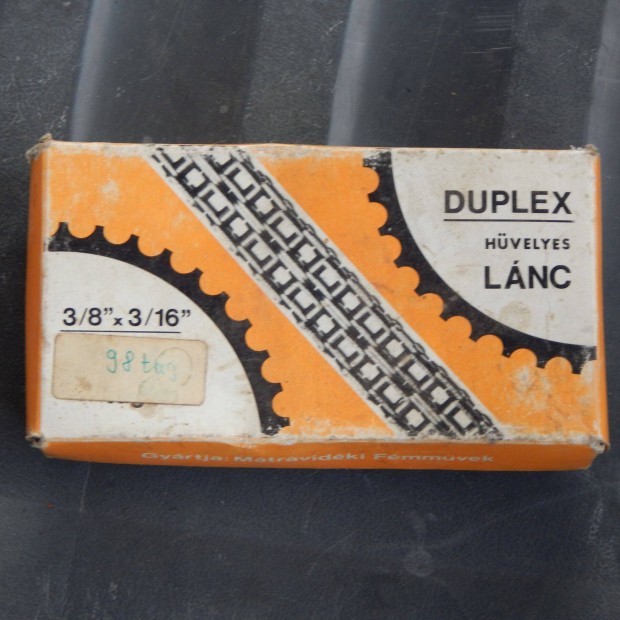 DUPLEX
HÜVELYES
LÁNC
3/8" x 3/16"
98 tag
Gyártja: Mátravidéki Fémművek